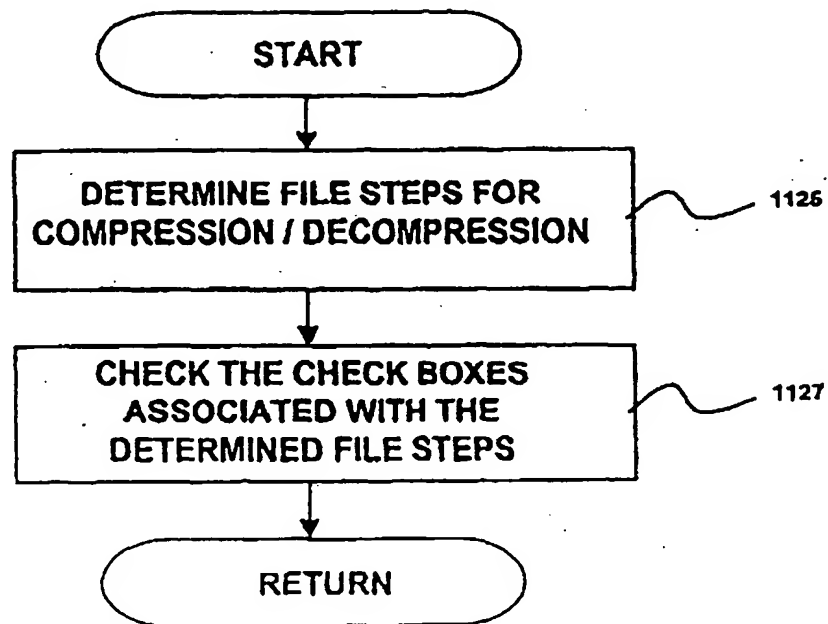 START
DETERMINE FILE STEPS FOR
COMPRESSION / DECOMPRESSION
1125
CHECK THE CHECK BOXES
ASSOCIATED WITH THE
DETERMINED FILE STEPS
1127
RETURN